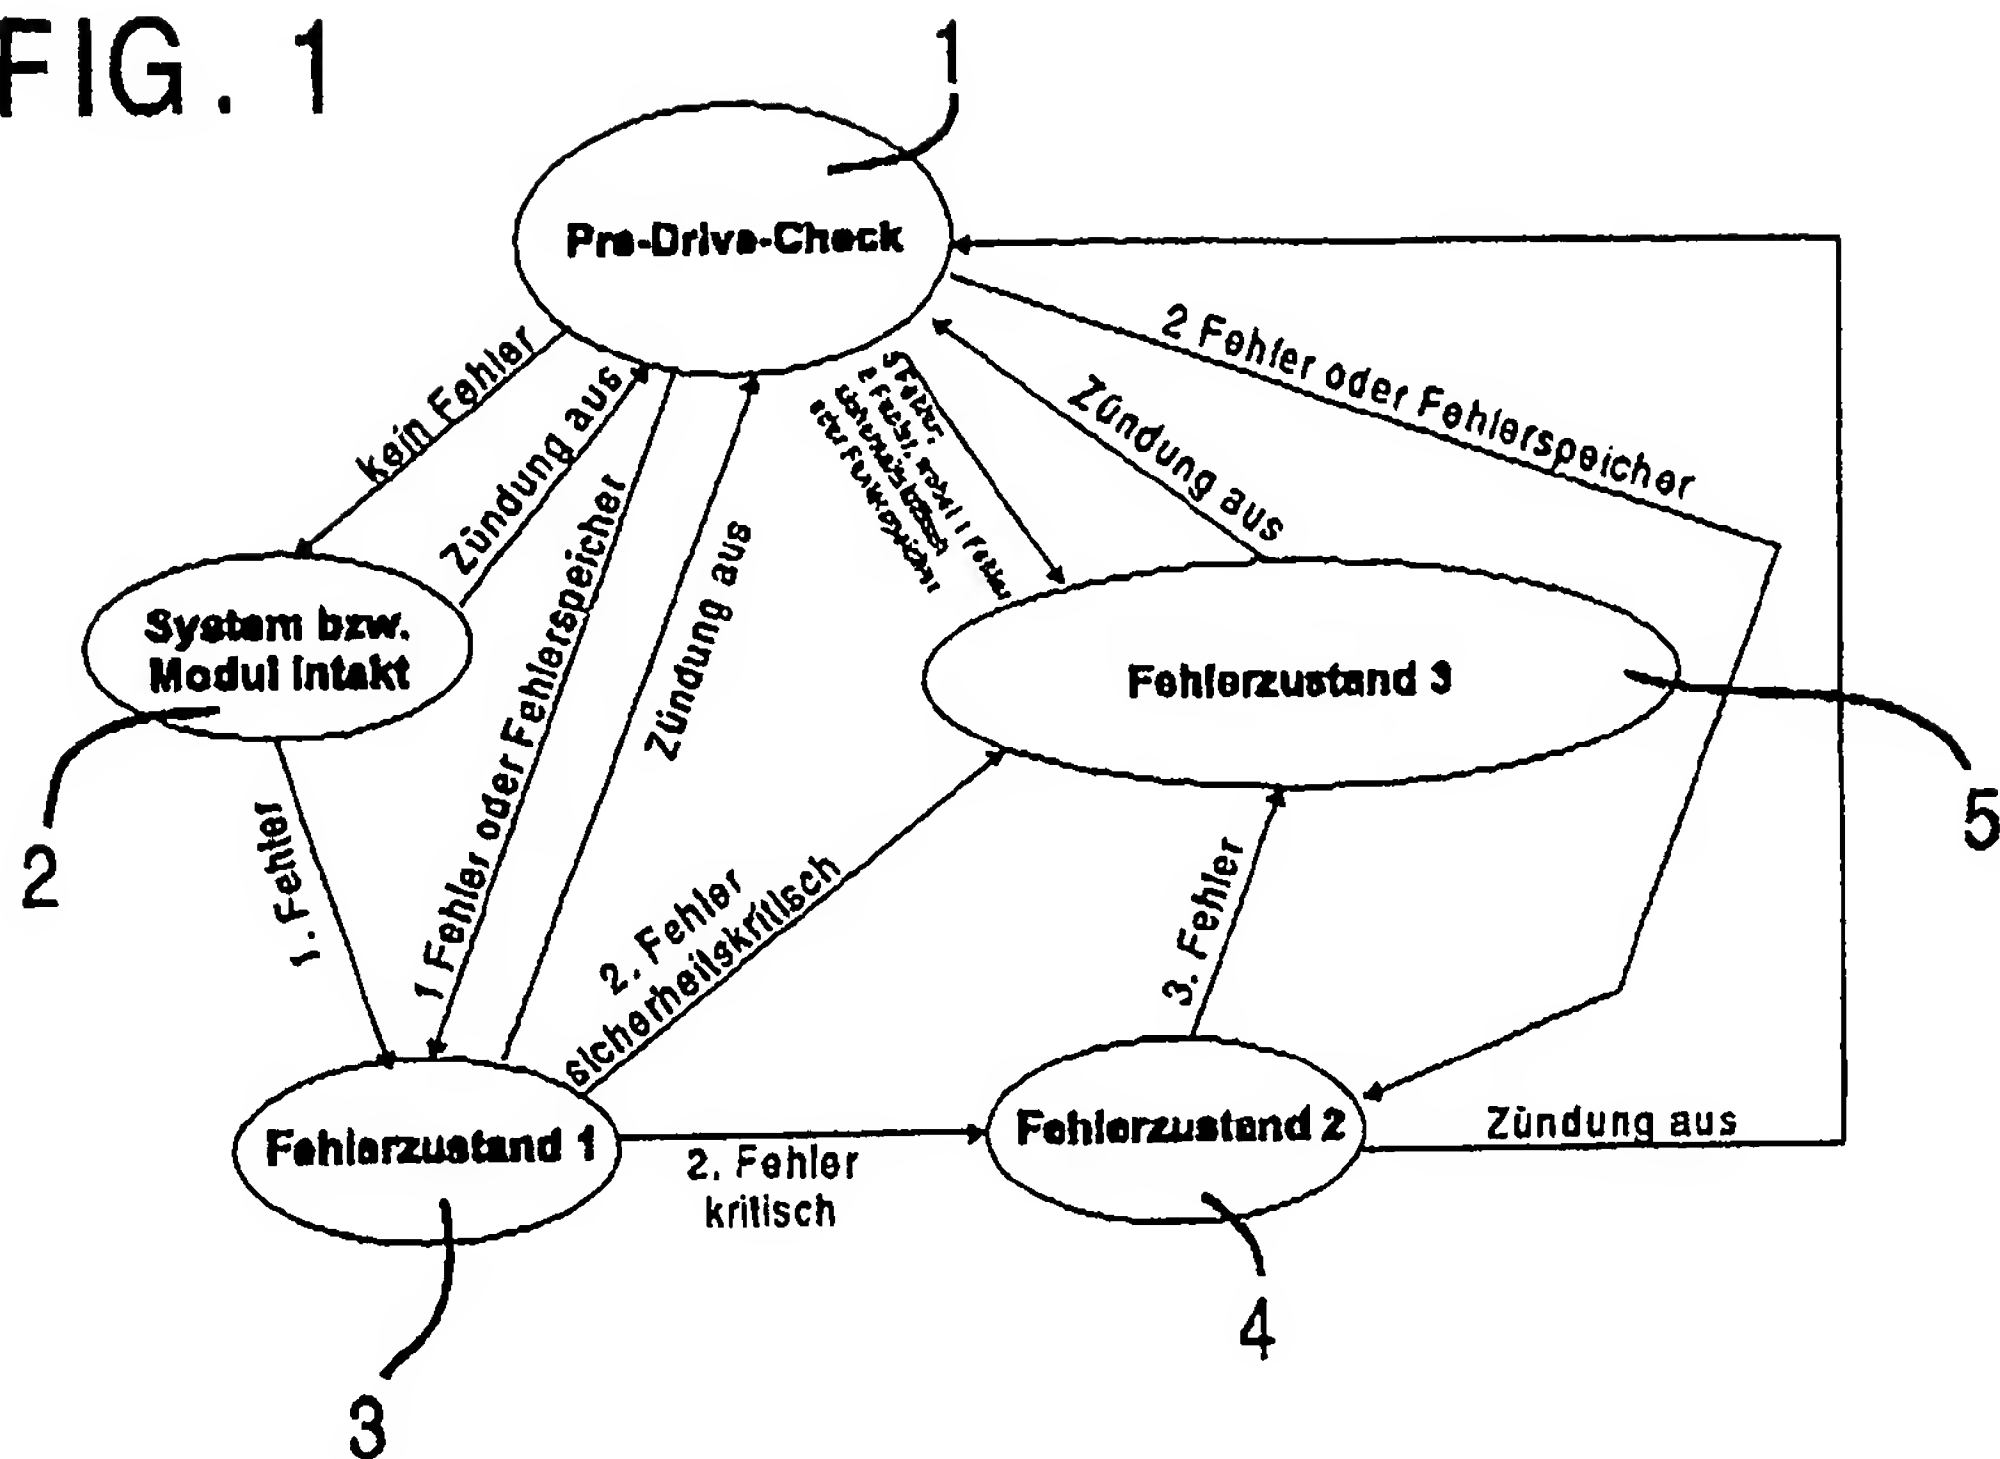 FIG. 1
1
Pre-Drive-Check
2 Fehler oder Fehlerspeicher
kein Fehler
Zündung aus
1 Fehler oder Fehlerspeicher
Zündung aus
Zündung aus
System bzw.
Modul intakt
2
Fehlerzustand 3
5
1. Fehler
2. Fehler
sicherheitskritisch
3. Fehler
Fehlerzustand 1
3
2. Fehler
kritisch
Fehlerzustand 2
4
Zündung aus